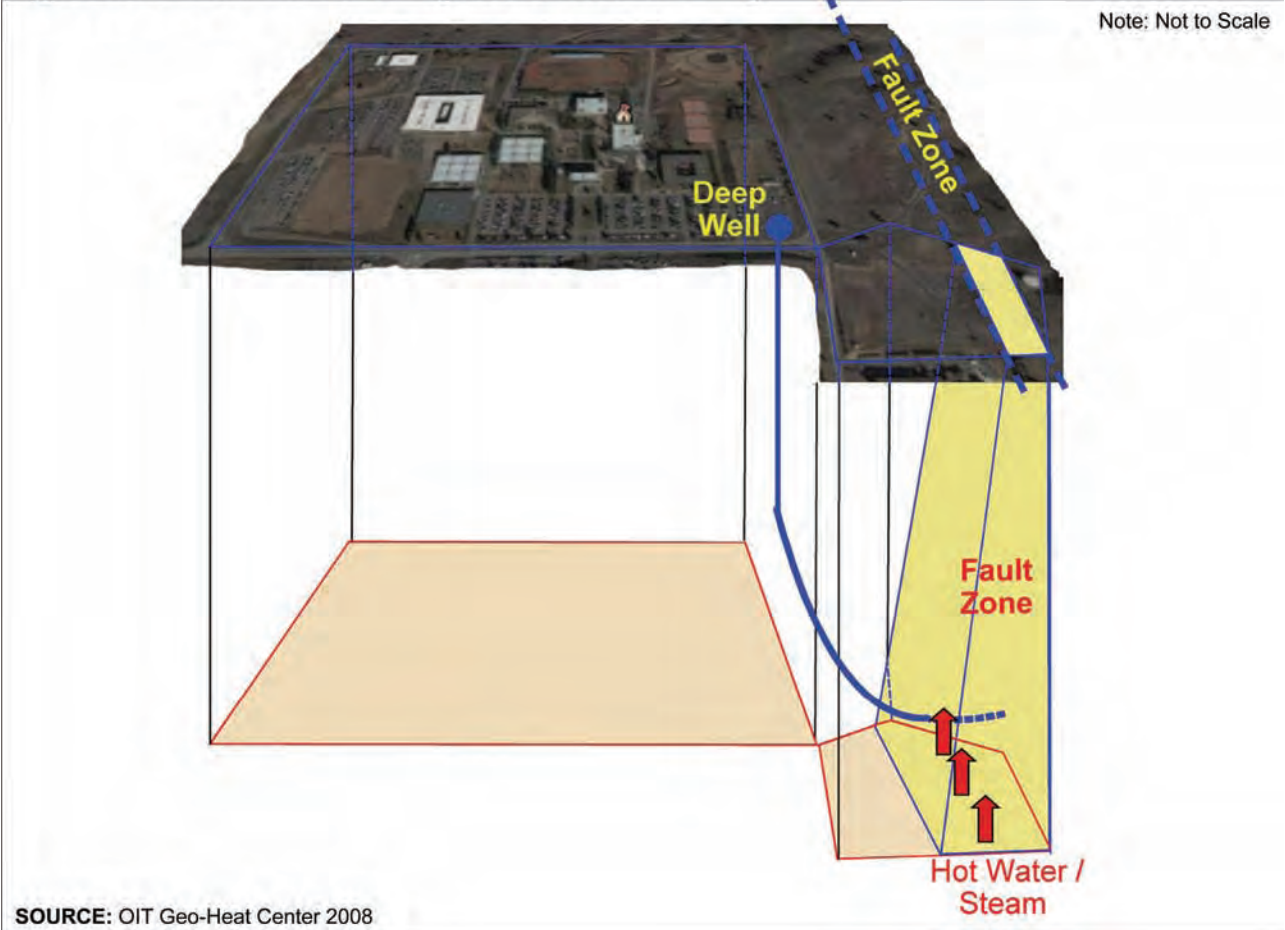 Note: Not to Scale
Fault Zone
Deep
Well
Fault
Zone
Hot Water /
Steam
SOURCE: OIT Geo-Heat Center 2008